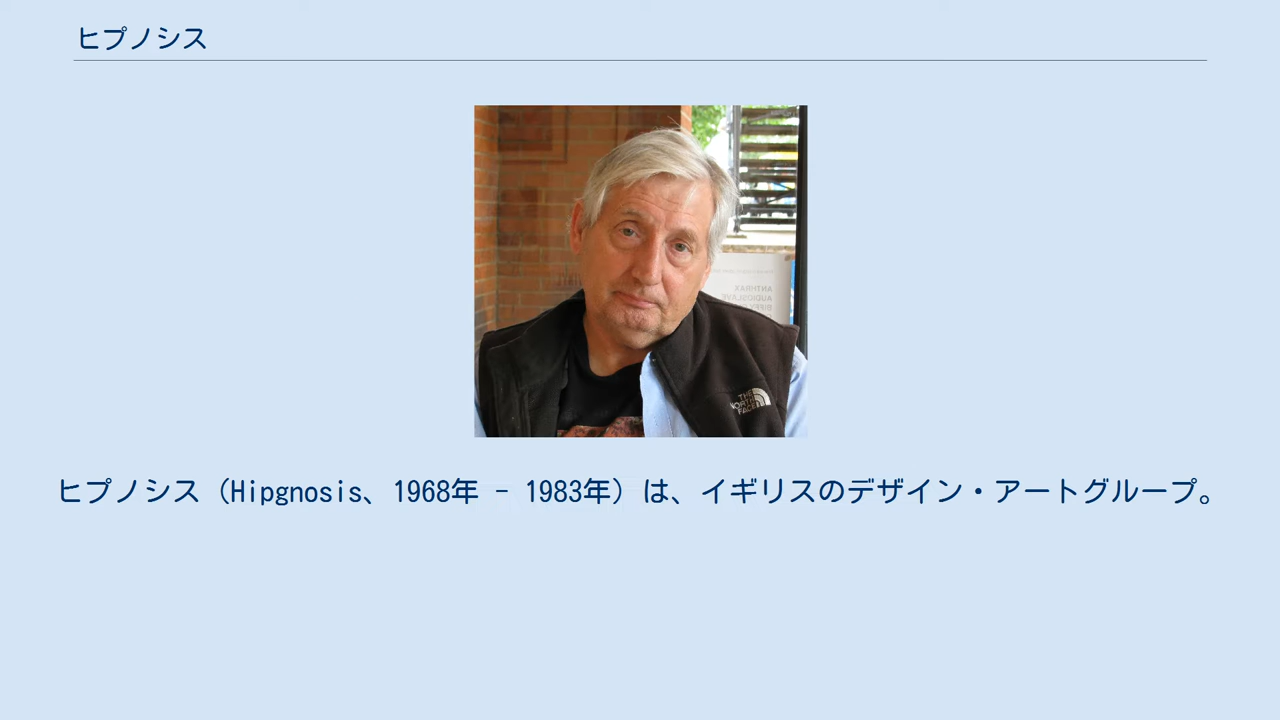 ヒプノシス
ANTHRAX
AUDIOSLAVE
THE
NORTH
FACE
ヒプノシス（Hipgnosis、1968年 - 1983年）は、イギリスのデザイン・アートグループ。